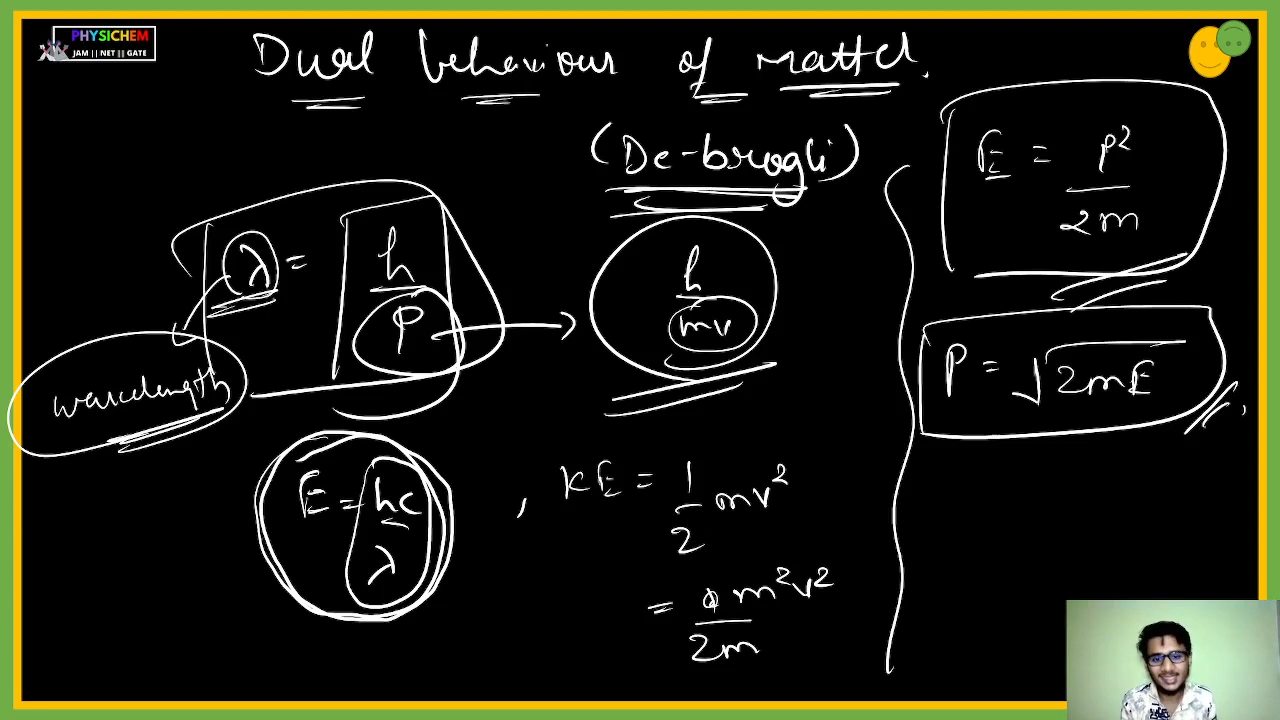 PHYSICHEM
JAM || NET || GATE
Dual behaviour of matter.
(De-brogli)
λ = h/P → h/mv
wavelength
E = hc/λ , KE = 1/2 mv²
= m²v²/2m
E = P²/2m
P = √2mE